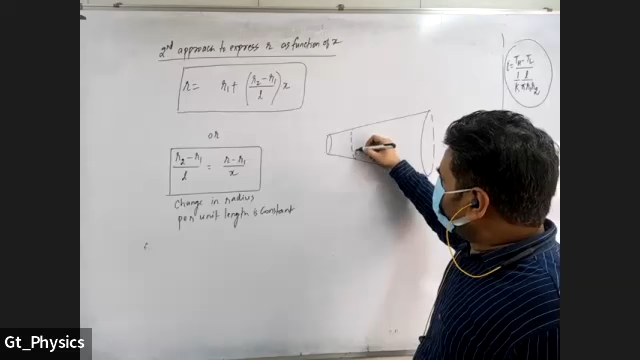 2nd approach to express r as function of x
r = r₁ + (r₂ - r₁ / l) x
or
r₂ - r₁ / l = r - r₁ / x
change in radius
per unit length is constant
Gt_Physics